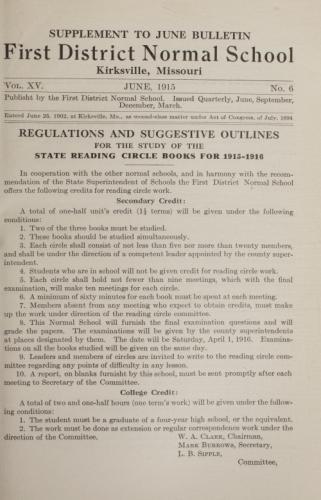 SUPPLEMENT TO JUNE BULLETIN
First District Normal School
Kirksville, Missouri
VOL. XV. JUNE, 1915 No. 6
Publisht by the First District Normal School. Issued Quarterly, June, September,
December, March.
Enterd June 28, 1902, at Kirksville, Mo., as second-class matter under Act of Congress, of July, 1894
REGULATIONS AND SUGGESTIVE OUTLINES
FOR THE STUDY OF THE
STATE READING CIRCLE BOOKS FOR 1915-1916
In cooperation with the other normal schools, and in harmony with the recom-
mendation of the State Superintendent of Schools the First District Normal School
offers the following credits for reading circle work.
Secondary Credit:
A total of one-half unit's credit (1¼ terms) will be given under the following
conditions:
1. Two of the three books must be studied.
2. These books should be studied simultaneously.
3. Each circle shall consist of not less than five nor more than twenty members,
and shall be under the direction of a competent leader appointed by the county super-
intendent.
4. Students who are in school will not be given credit for reading circle work.
5. Each circle shall hold not fewer than nine meetings, which with the final
examination, will make ten meetings for each circle.
6. A minimum of sixty minutes for each book must be spent at each meeting.
7. Members absent from any meeting who expect to obtain credits, must make
up the work under direction of the reading circle committee.
8. This Normal School will furnish the final examination questions and will
grade the papers. The examinations will be given by the county superintendents
at places designated by them. The date will be Saturday, April 1, 1916. Examina-
tions on all the books studied will be given on the same day.
9. Leaders and members of circles are invited to write to the reading circle com-
mittee regarding any points of difficulty in any lesson.
10. A report, on blanks furnisht by this school, must be sent promptly after each
meeting to Secretary of the Committee.
College Credit:
A total of two and one-half hours (one term's work) will be given under the follow-
ing conditions:
1. The student must be a graduate of a four-year high school, or the equivalent.
2. The work must be done as extension or regular correspondence work under the
direction of the Committee.
W. A. CLARK, Chairman,
MARK BURROWS, Secretary,
L. B. SIPPLE,
Committee,